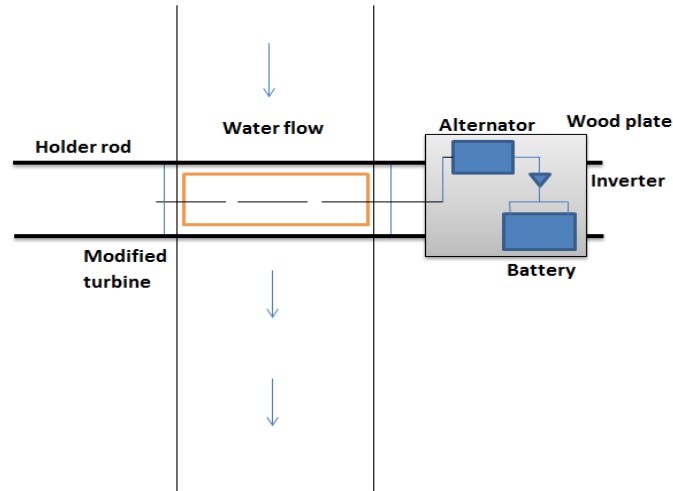 Water flow
Alternator
Wood plate
Holder rod
Inverter
Modified
turbine
Battery